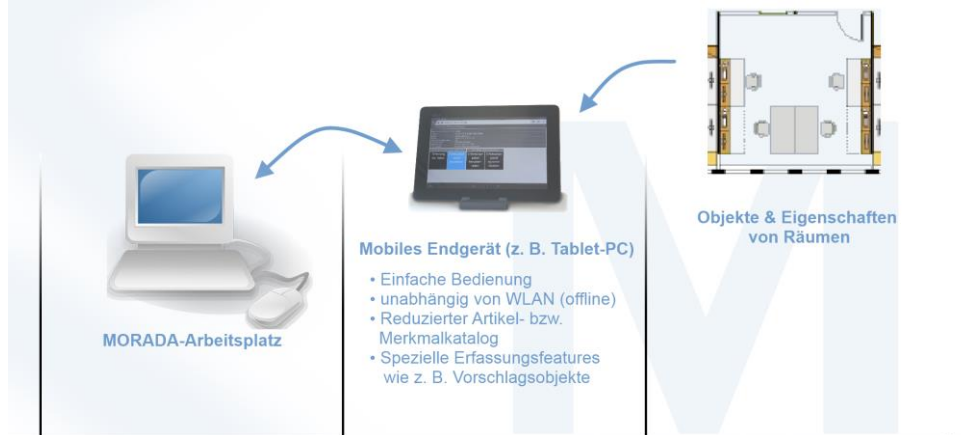 MORADA-Arbeitsplatz
Mobiles Endgerät (z. B. Tablet-PC)
• Einfache Bedienung
• unabhängig von WLAN (offline)
• Reduzierter Artikel- bzw.
Merkmalkatalog
• Spezielle Erfassungsfeatures
wie z. B. Vorschlagsobjekte
Objekte & Eigenschaften
von Räumen
M